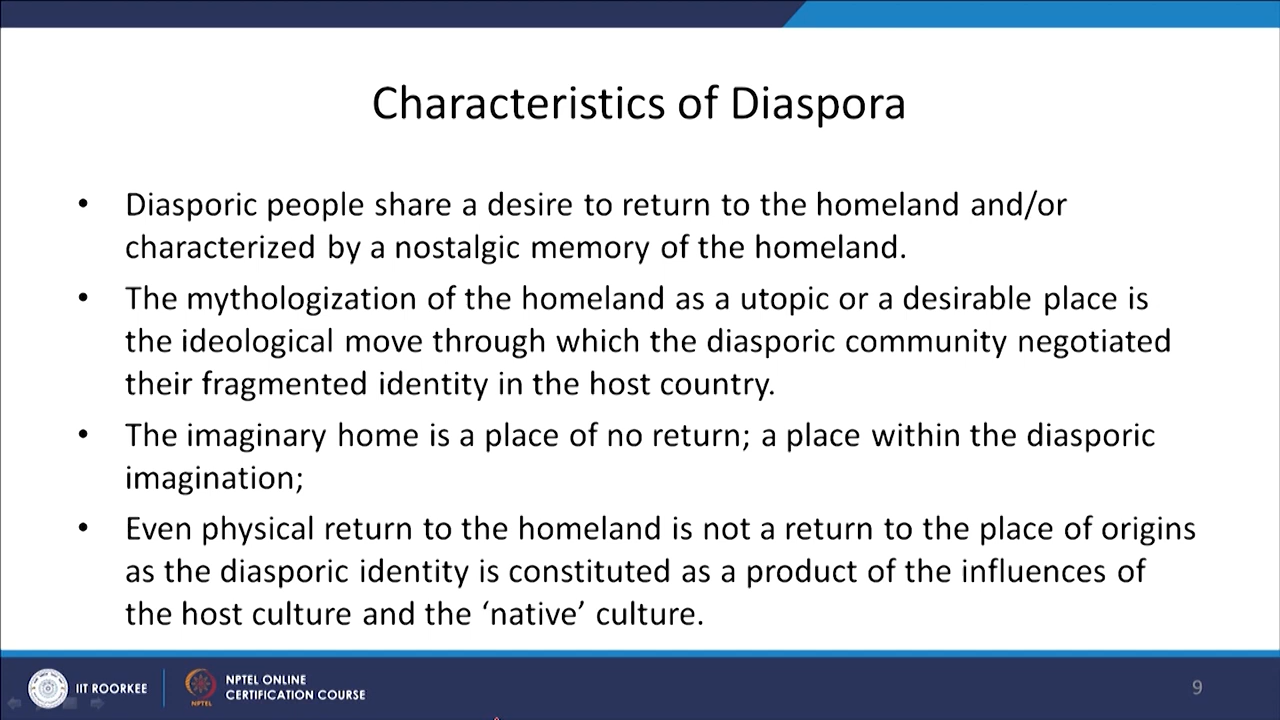 Characteristics of Diaspora
• Diasporic people share a desire to return to the homeland and/or
characterized by a nostalgic memory of the homeland.
• The mythologization of the homeland as a utopic or a desirable place is
the ideological move through which the diasporic community negotiated
their fragmented identity in the host country.
• The imaginary home is a place of no return; a place within the diasporic
imagination;
• Even physical return to the homeland is not a return to the place of origins
as the diasporic identity is constituted as a product of the influences of
the host culture and the ‘native’ culture.
IIT ROORKEE
NPTEL
NPTEL ONLINE
CERTIFICATION COURSE
9